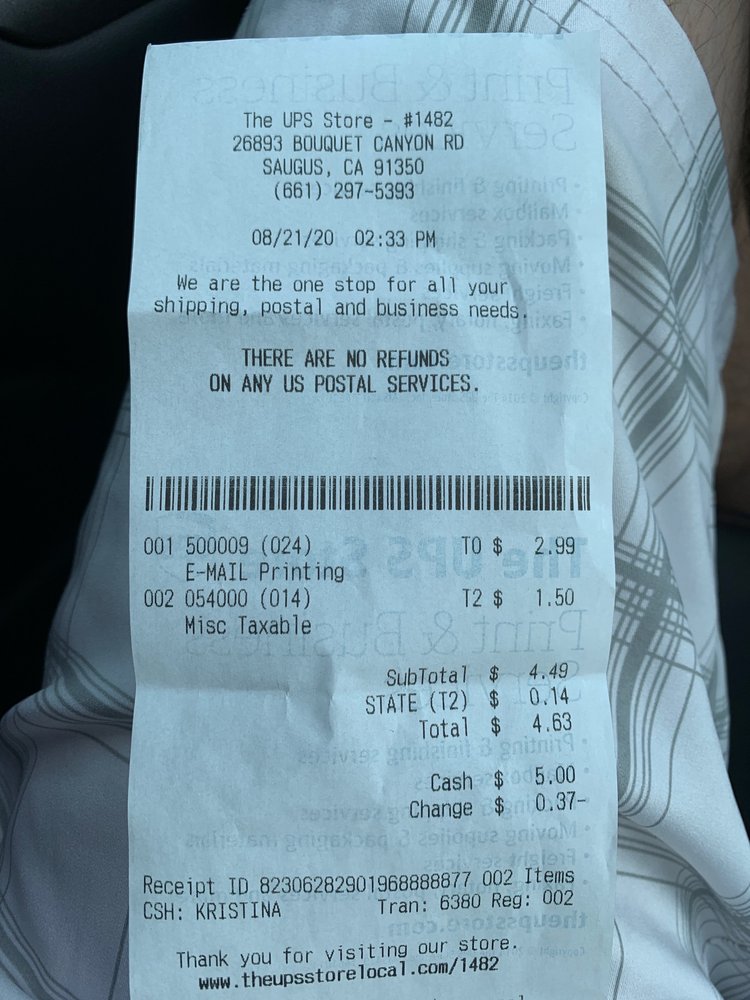 The UPS Store - #1482
26893 BOUQUET CANYON RD
SAUGUS, CA 91350
(661) 297-5393
08/21/20 02:33 PM
We are the one stop for all your
shipping, postal and business needs.
THERE ARE NO REFUNDS
ON ANY US POSTAL SERVICES.
001 500009 (024) T0 $ 2.99
E-MAIL Printing
002 054000 (014) T2 $ 1.50
Misc Taxable
SubTotal $ 4.49
STATE (T2) $ 0.14
Total $ 4.63
Cash $ 5.00
Change $ 0.37-
Receipt ID 82306282901968888877 002 Items
CSH: KRISTINA Tran: 6380 Reg: 002
Thank you for visiting our store.
www.theupsstorelocal.com/1482